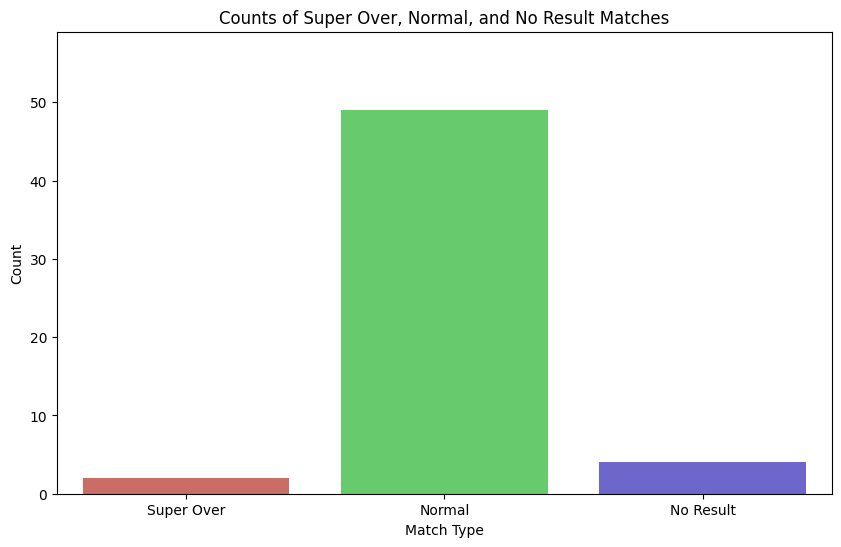 Counts of Super Over, Normal, and No Result Matches
Count
50
40
30
20
10
0
Super Over
Normal
No Result
Match Type